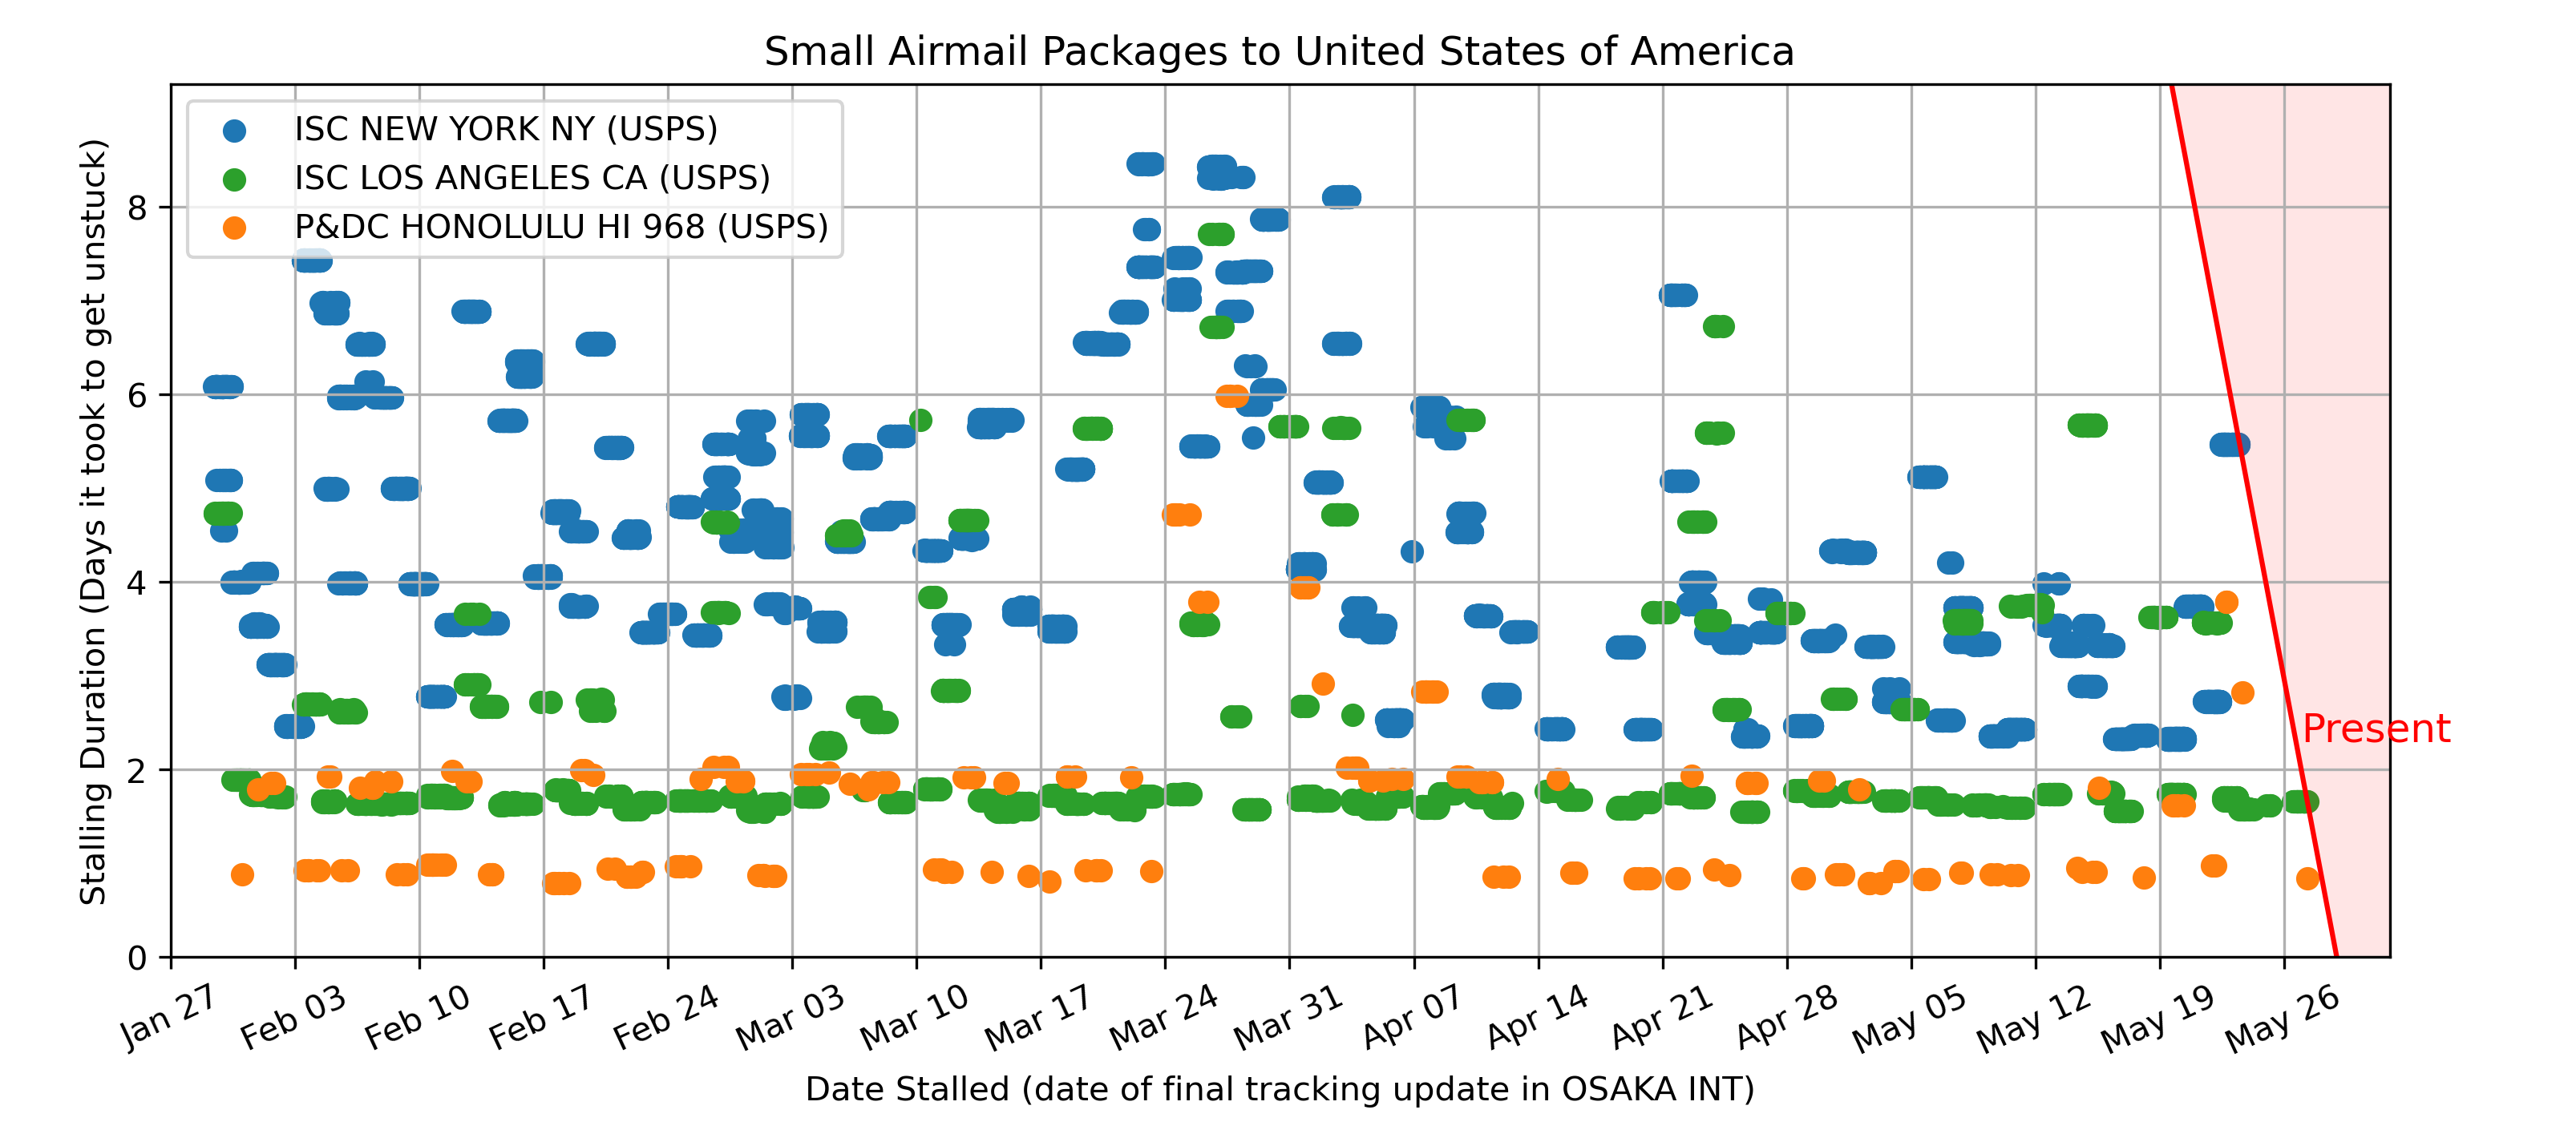 Small Airmail Packages to United States of America
ISC NEW YORK NY (USPS)
ISC LOS ANGELES CA (USPS)
P&DC HONOLULU HI 968 (USPS)
Stalling Duration (Days it took to get unstuck)
8
6
4
2
0
Present
Jan 27
Feb 03
Feb 10
Feb 17
Feb 24
Mar 03
Mar 10
Mar 17
Mar 24
Mar 31
Apr 07
Apr 14
Apr 21
Apr 28
May 05
May 12
May 19
May 26
Date Stalled (date of final tracking update in OSAKA INT)